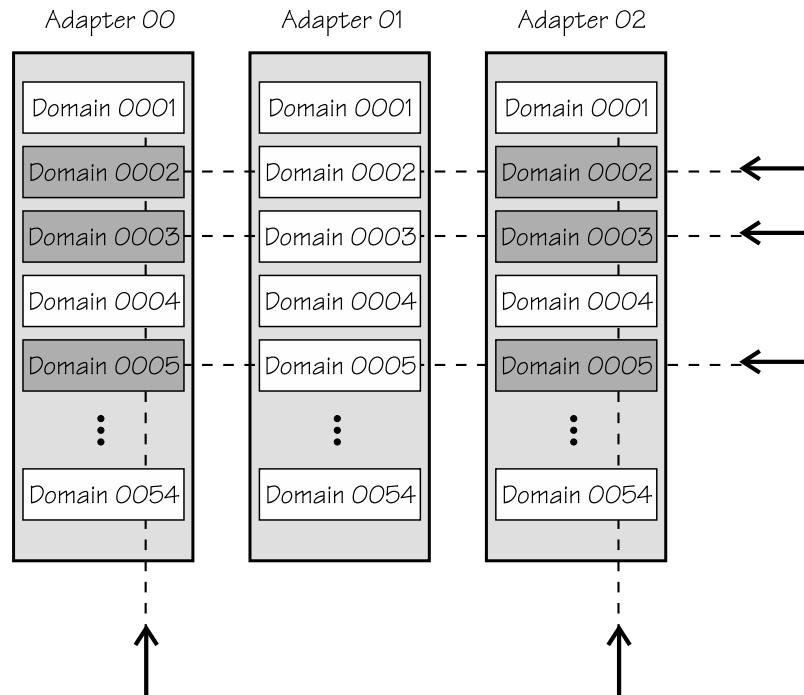 Adapter 00
Adapter 01
Adapter 02
Domain 0001
Domain 0001
Domain 0001
Domain 0002
Domain 0002
Domain 0002
Domain 0003
Domain 0003
Domain 0003
Domain 0004
Domain 0004
Domain 0004
Domain 0005
Domain 0005
Domain 0005
Domain 0054
Domain 0054
Domain 0054